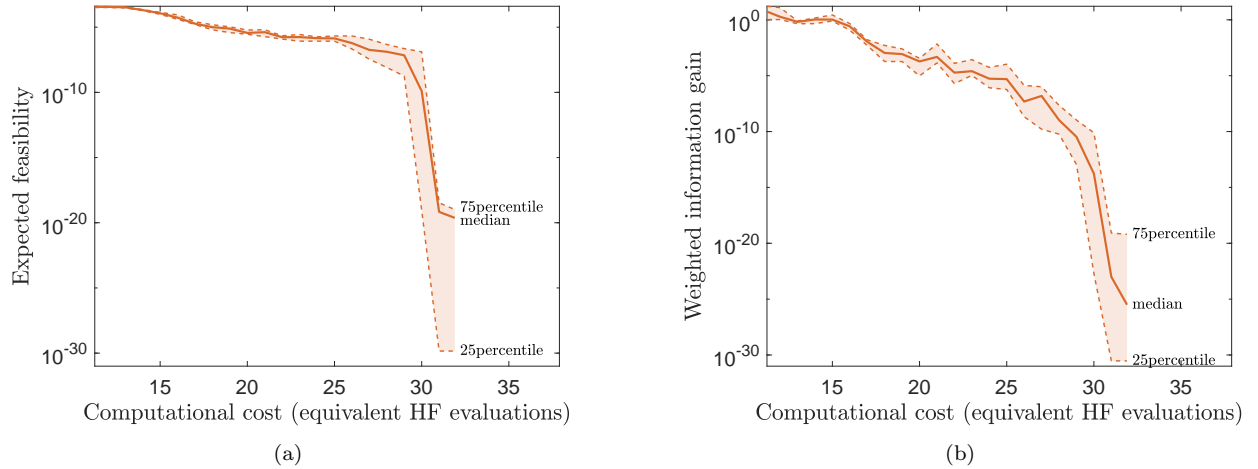 Expected feasibility
10^-10
10^-20
10^-30
75percentile
median
25percentile
15 20 25 30 35
Computational cost (equivalent HF evaluations)
(a)
Weighted information gain
10^0
10^-10
10^-20
10^-30
75percentile
median
25percentile
15 20 25 30 35
Computational cost (equivalent HF evaluations)
(b)